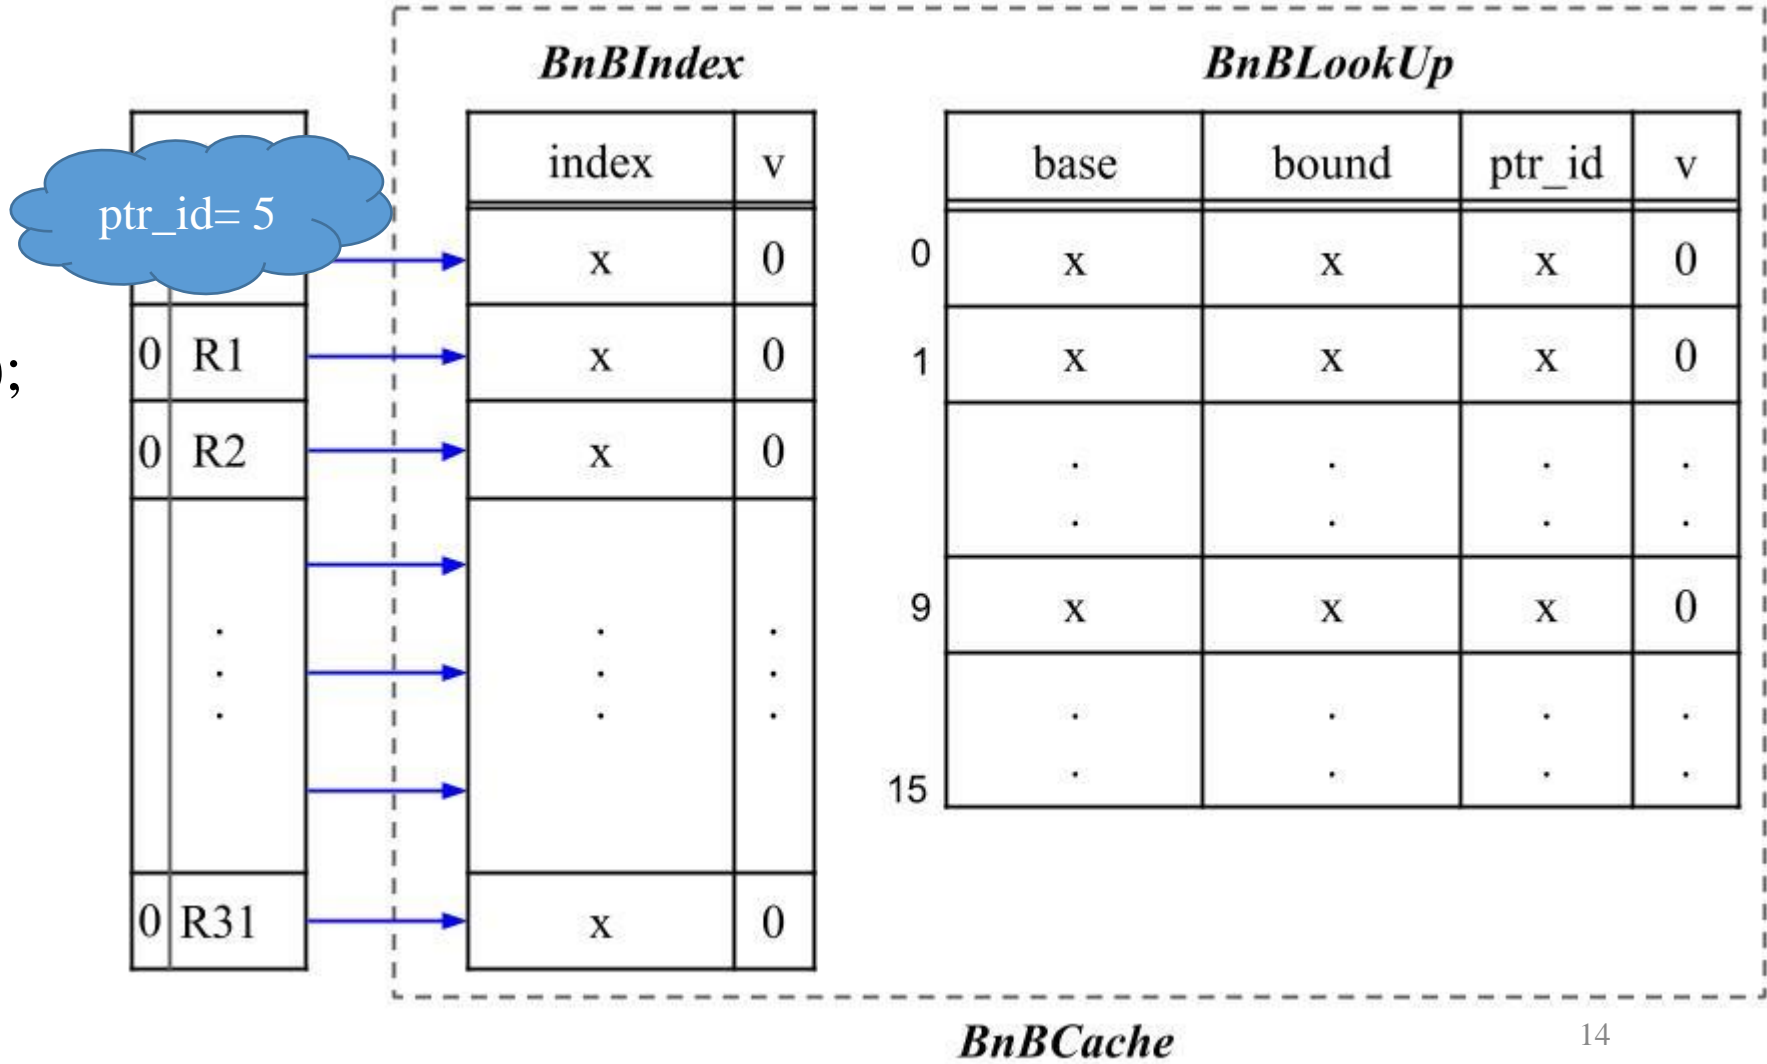 BnBIndex BnBLookUp
index v base bound ptr_id v
ptr_id= 5
x 0 0 x x x 0
);
0 R1 x 0 1 x x x 0
0 R2 x 0
. . . .
. . . .
9 x x x 0
. . .
. . .
. . .
. . . .
15 . . . .
0 R31 x 0
BnBCache
14